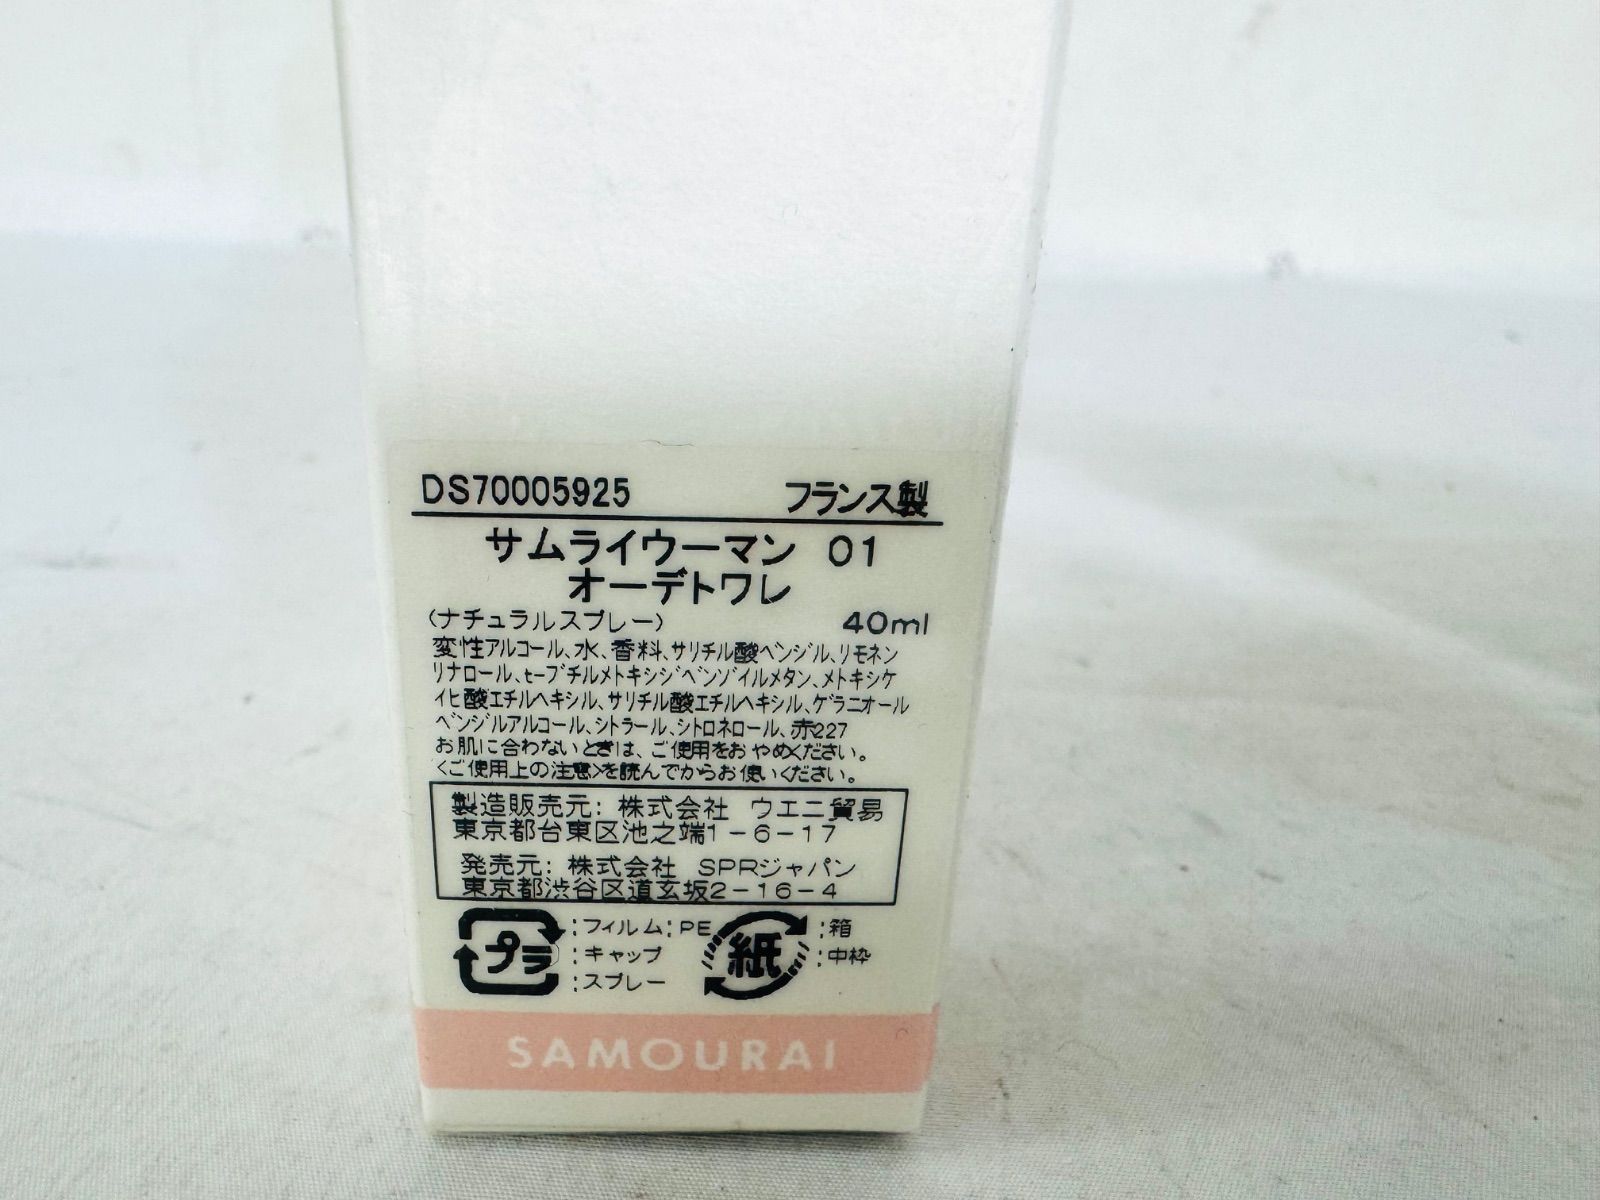 DS70005925 フランス製
サムライウーマン 01
オーデトワレ
(ナチュラルスプレー) 40ml
変性アルコール、水、香料、サリチル酸ベンジル、リモネン
リナロール、t-ブチルメトキシジベンゾイルメタン、メトキシケ
イヒ酸エチルヘキシル、サリチル酸エチルヘキシル、ゲラニオール
ベンジルアルコール、シトラール、シトロネロール、赤227
お肌に合わないときは、ご使用をおやめください。
<ご使用上の注意>を読んでからお使いください。
製造販売元: 株式会社 ウエニ貿易
東京都台東区池之端1-6-17
発売元: 株式会社 SPRジャパン
東京都渋谷区道玄坂2-16-4
プラ :フィルム:PE 紙 :箱
:キャップ :中枠
:スプレー
SAMOURAI